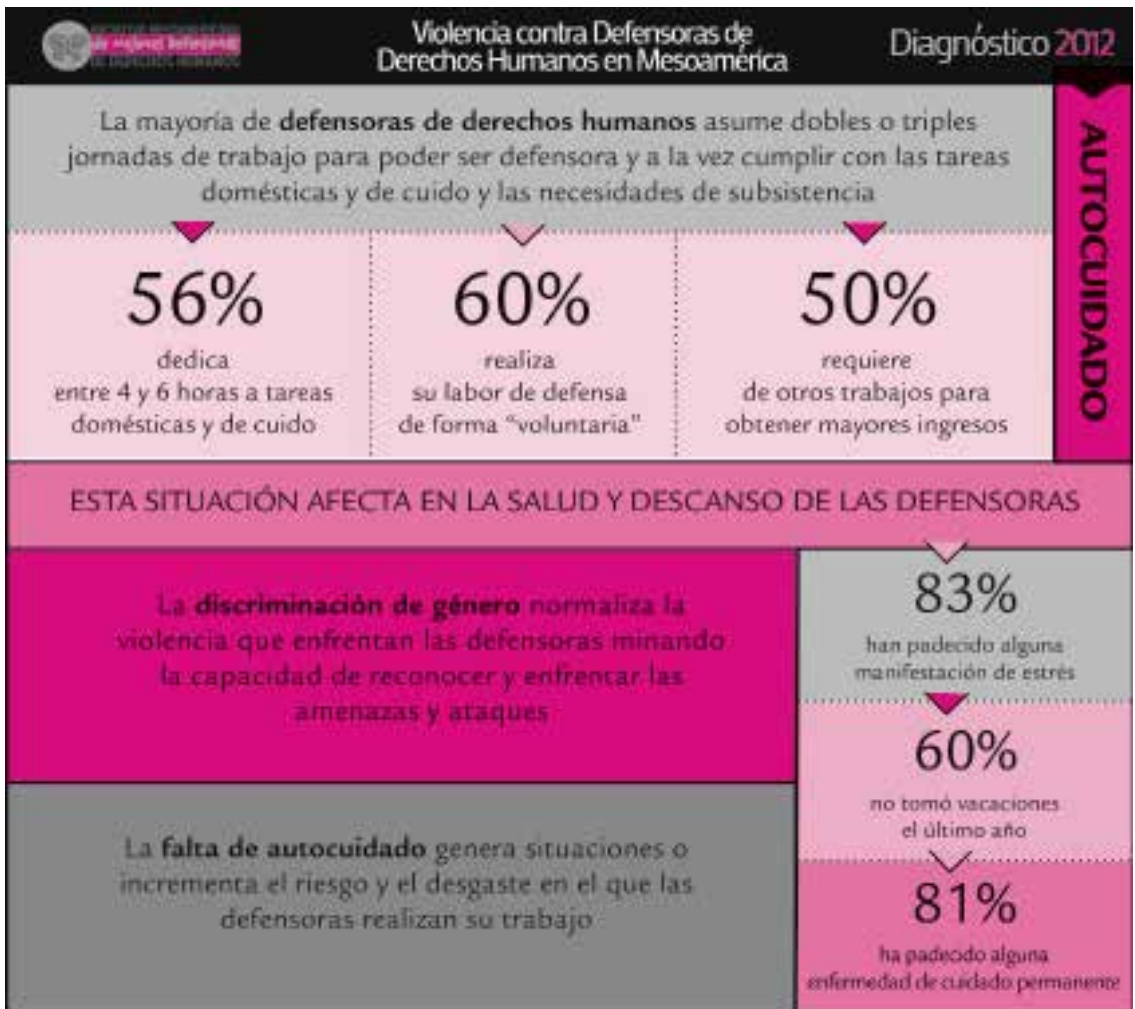 de mujeres defensoras
DE DERECHOS HUMANOS
Violencia contra Defensoras de
Derechos Humanos en Mesoamérica
Diagnóstico 2012
La mayoría de defensoras de derechos humanos asume dobles o triples
jornadas de trabajo para poder ser defensora y a la vez cumplir con las tareas
domésticas y de cuido y las necesidades de subsistencia
AUTOCUIDADO
56%
dedica
entre 4 y 6 horas a tareas
domésticas y de cuido
60%
realiza
su labor de defensa
de forma “voluntaria”
50%
requiere
de otros trabajos para
obtener mayores ingresos
ESTA SITUACIÓN AFECTA EN LA SALUD Y DESCANSO DE LAS DEFENSORAS
La discriminación de género normaliza la
violencia que enfrentan las defensoras minando
la capacidad de reconocer y enfrentar las
amenazas y ataques
La falta de autocuidado genera situaciones o
incrementa el riesgo y el desgaste en el que las
defensoras realizan su trabajo
83%
han padecido alguna
manifestación de estrés
60%
no tomó vacaciones
el último año
81%
ha padecido alguna
enfermedad de cuidado permanente